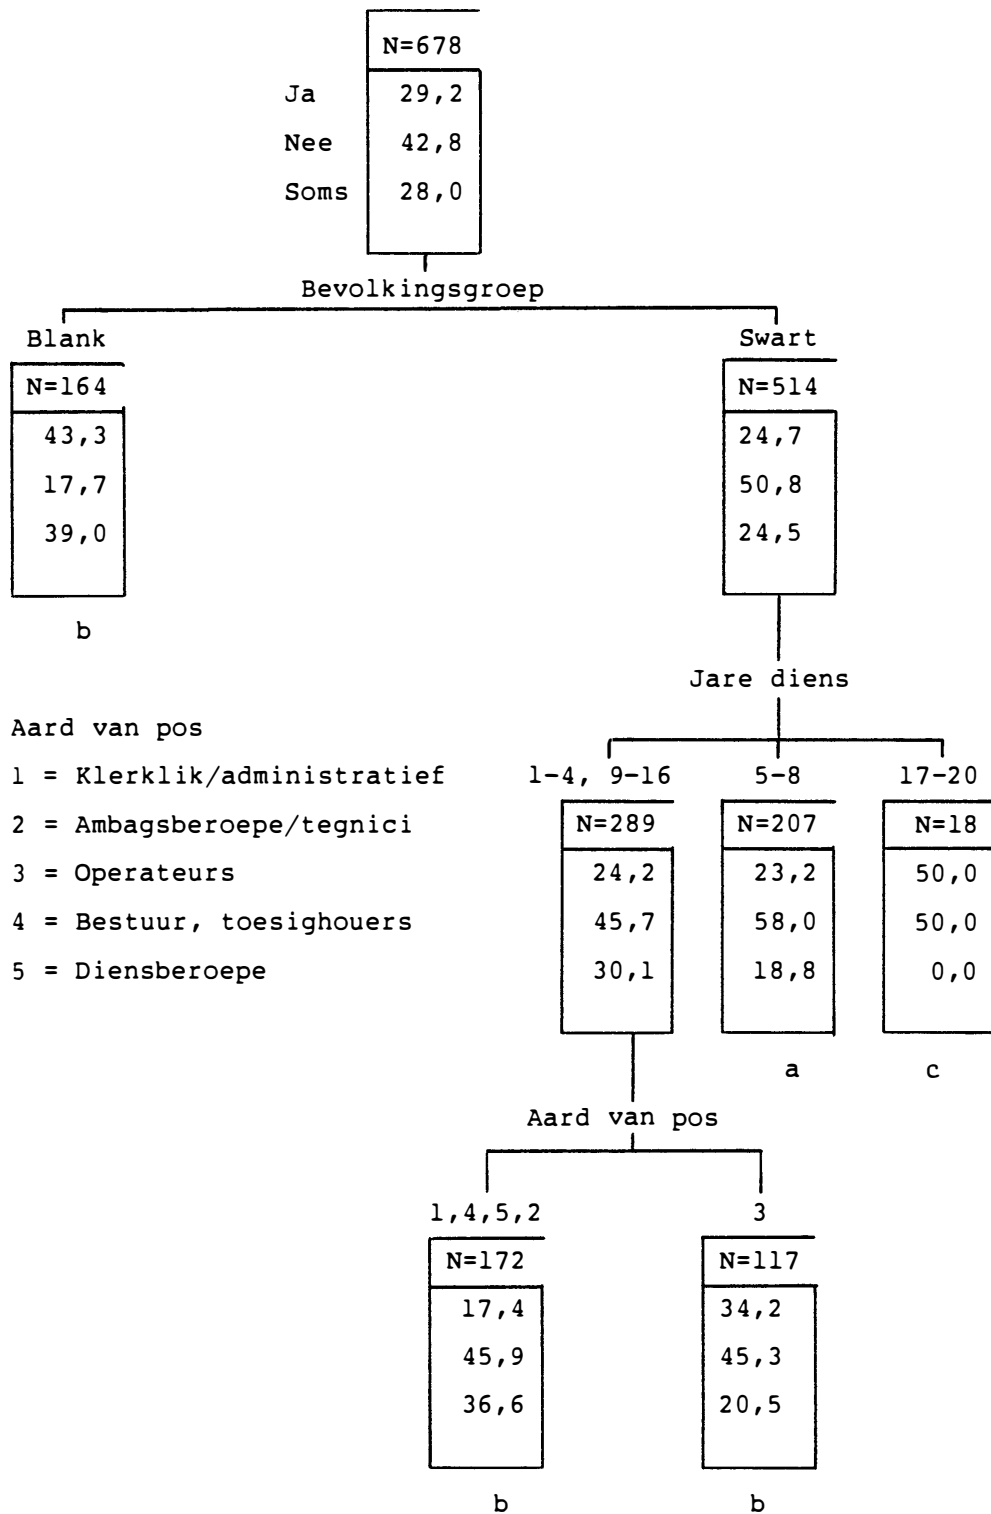 N=678
Ja 29,2
Nee 42,8
Soms 28,0
Bevolkingsgroep
Blank Swart
N=164 N=514
43,3 24,7
17,7 50,8
39,0 24,5
b
Jare diens
Aard van pos
1 = Klerklik/administratief 1-4, 9-16 5-8 17-20
2 = Ambagsberoepe/tegnici N=289 N=207 N=18
3 = Operateurs 24,2 23,2 50,0
4 = Bestuur, toesighouers 45,7 58,0 50,0
5 = Diensberoepe 30,1 18,8 0,0
a c
Aard van pos
1,4,5,2 3
N=172 N=117
17,4 34,2
45,9 45,3
36,6 20,5
b b